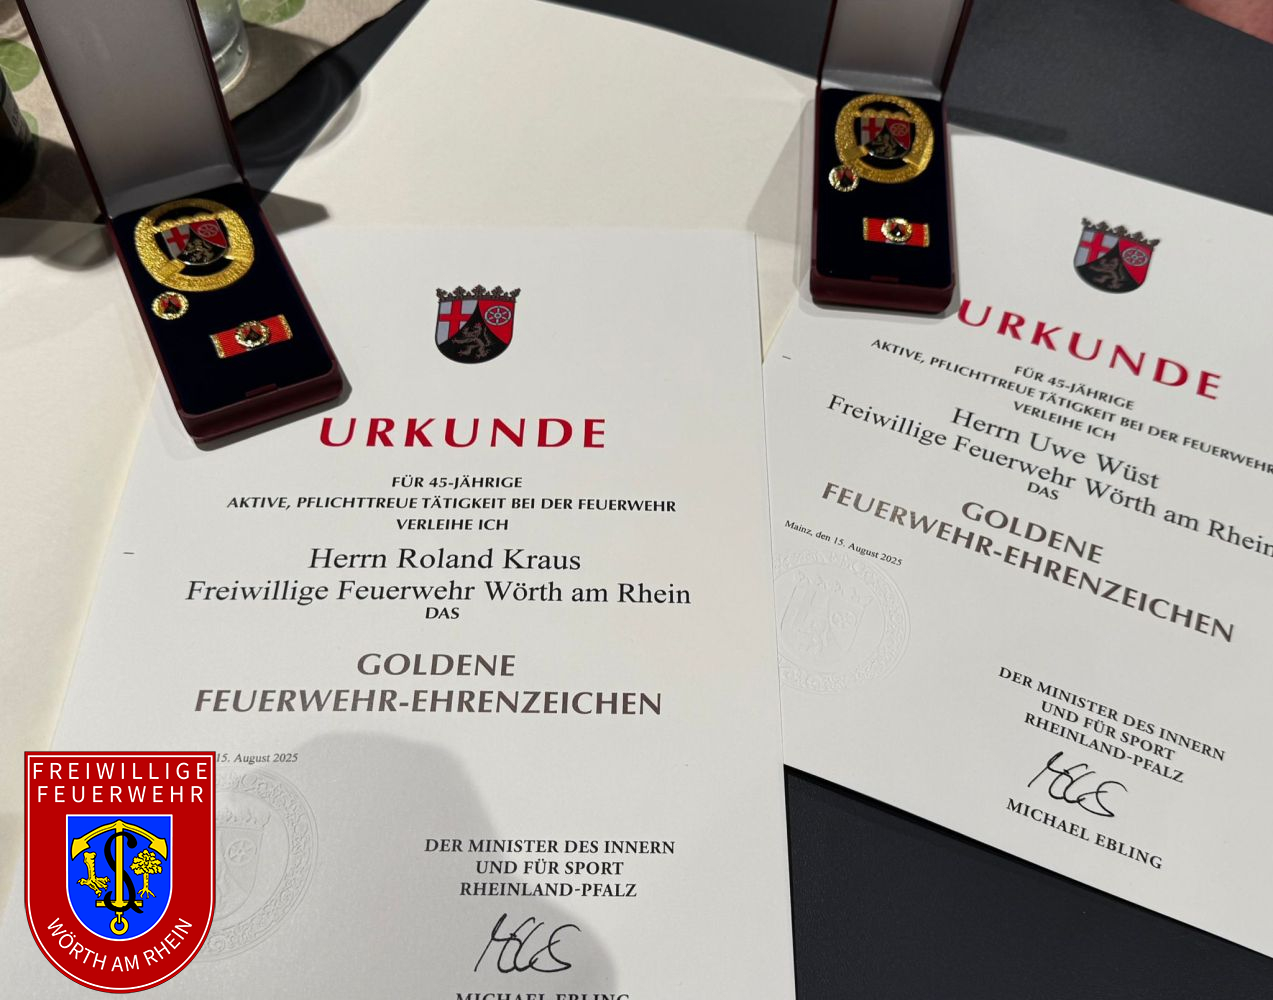 URKUNDE
FÜR 45-JÄHRIGE
AKTIVE, PFLICHTTREUE TÄTIGKEIT BEI DER FEUERWEHR
VERLEIHE ICH
Herrn Roland Kraus
Freiwillige Feuerwehr Wörth am Rhein
DAS
GOLDENE
FEUERWEHR-EHRENZEICHEN
15. August 2025
DER MINISTER DES INNERN
UND FÜR SPORT
RHEINLAND-PFALZ
MICHAEL EBLING
URKUNDE
FÜR 45-JÄHRIGE
AKTIVE, PFLICHTTREUE TÄTIGKEIT BEI DER FEUERWEHR
VERLEIHE ICH
Herrn Uwe Wüst
Freiwillige Feuerwehr Wörth am Rhein
DAS
GOLDENE
FEUERWEHR-EHRENZEICHEN
Mainz, den 15. August 2025
DER MINISTER DES INNERN
UND FÜR SPORT
RHEINLAND-PFALZ
MICHAEL EBLING
FREIWILLIGE
FEUERWEHR
WÖRTH AM RHEIN